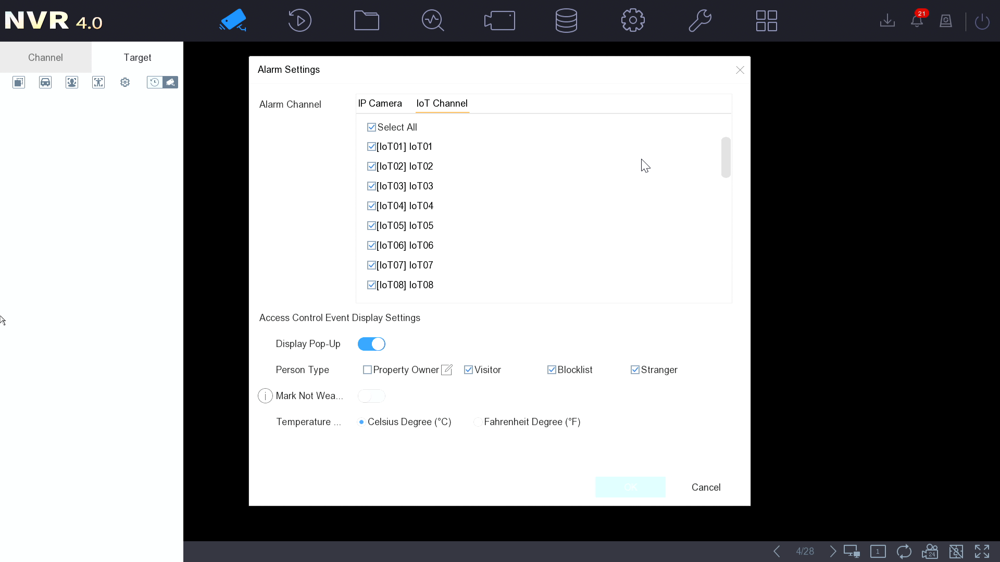 NVR 4.0
21
Channel
Target
Alarm Settings
Alarm Channel
IP Camera
IoT Channel
Select All
[IoT01] IoT01
[IoT02] IoT02
[IoT03] IoT03
[IoT04] IoT04
[IoT05] IoT05
[IoT06] IoT06
[IoT07] IoT07
[IoT08] IoT08
Access Control Event Display Settings
Display Pop-Up
Person Type
Property Owner
Visitor
Blocklist
Stranger
Mark Not Wea...
Temperature ...
Celsius Degree (°C)
Fahrenheit Degree (°F)
OK
Cancel
4/28
1
24